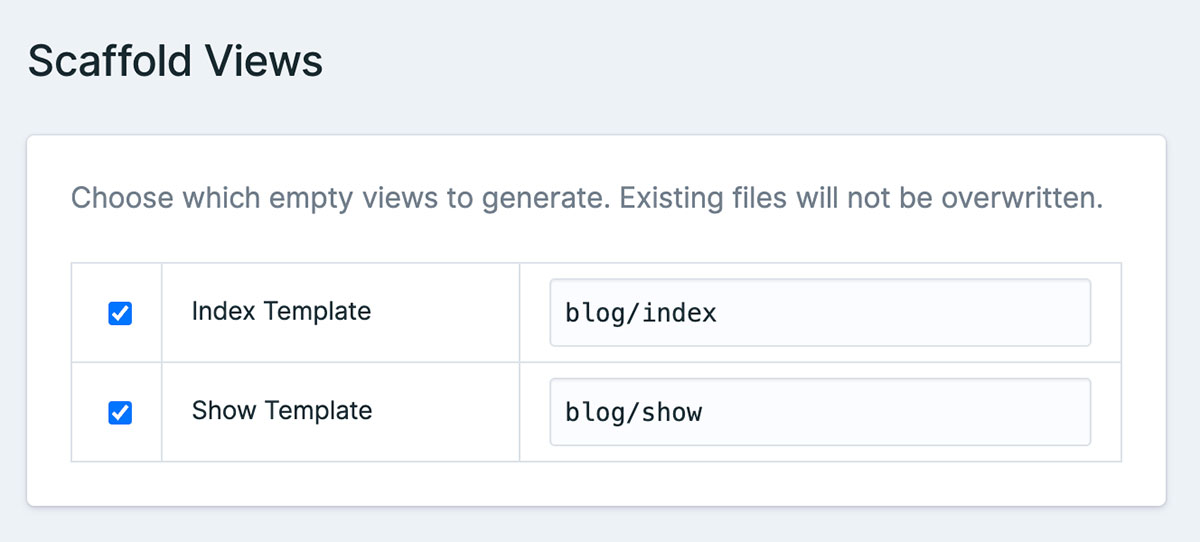 Scaffold Views
Choose which empty views to generate. Existing files will not be overwritten.
Index Template
blog/index
Show Template
blog/show